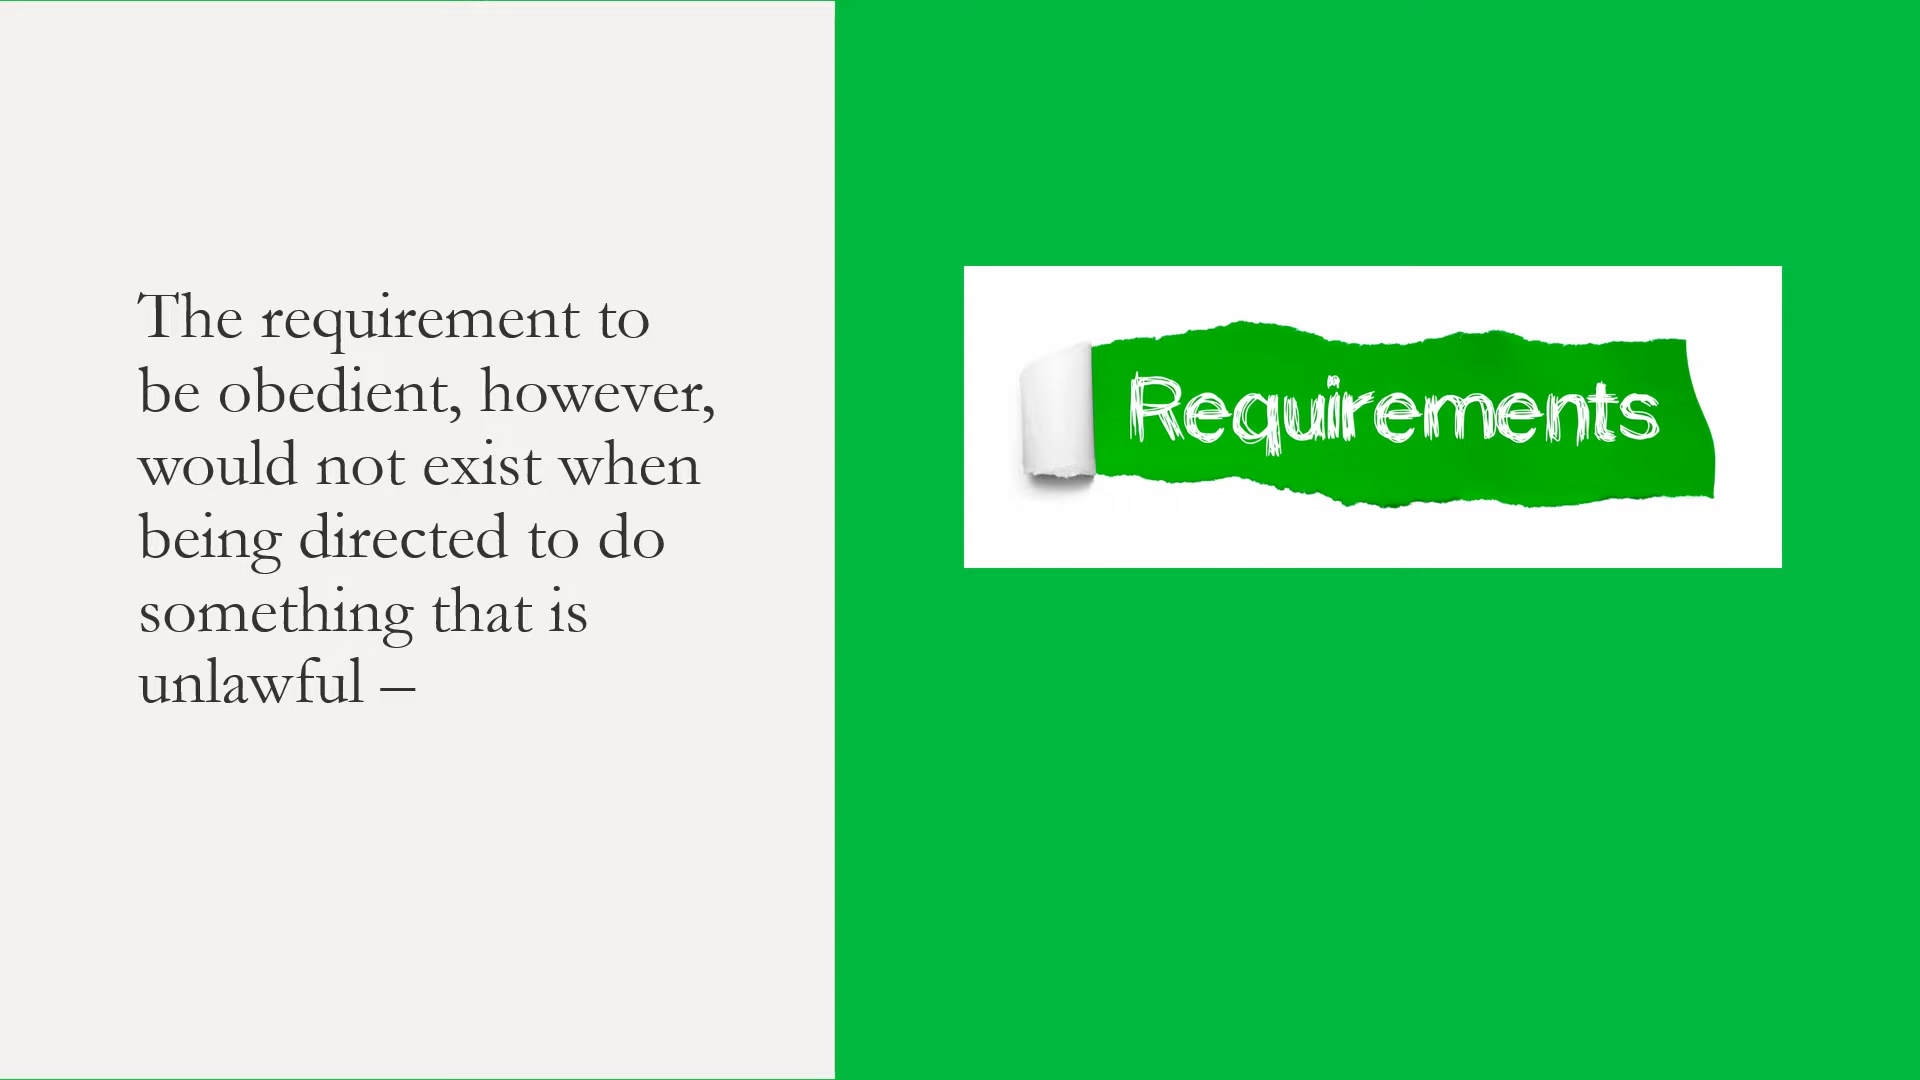 The requirement to
be obedient, however,
would not exist when
being directed to do
something that is
unlawful –
Requirements